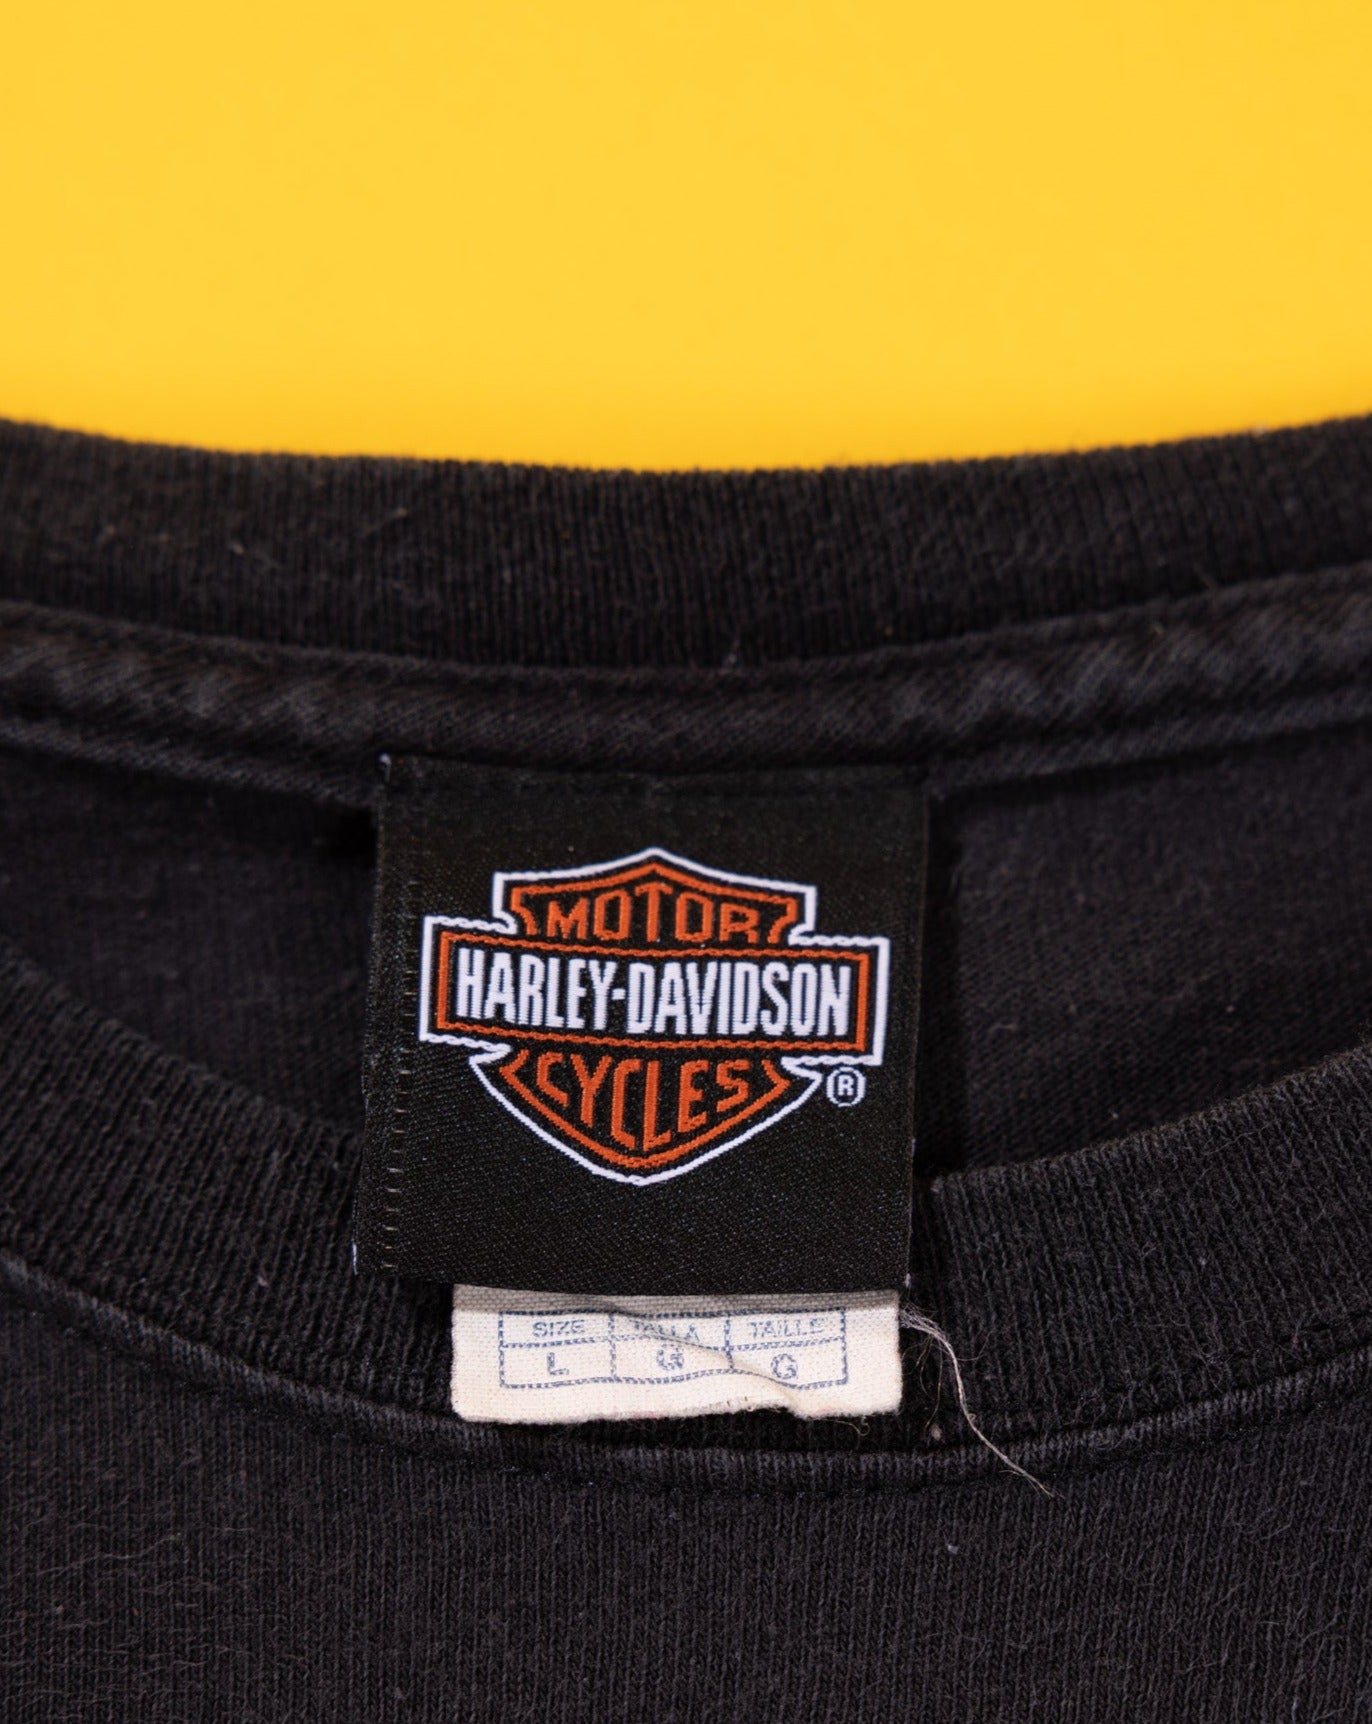 MOTOR
HARLEY-DAVIDSON
CYCLES
®
SIZE TALLA TAILLE
L G G